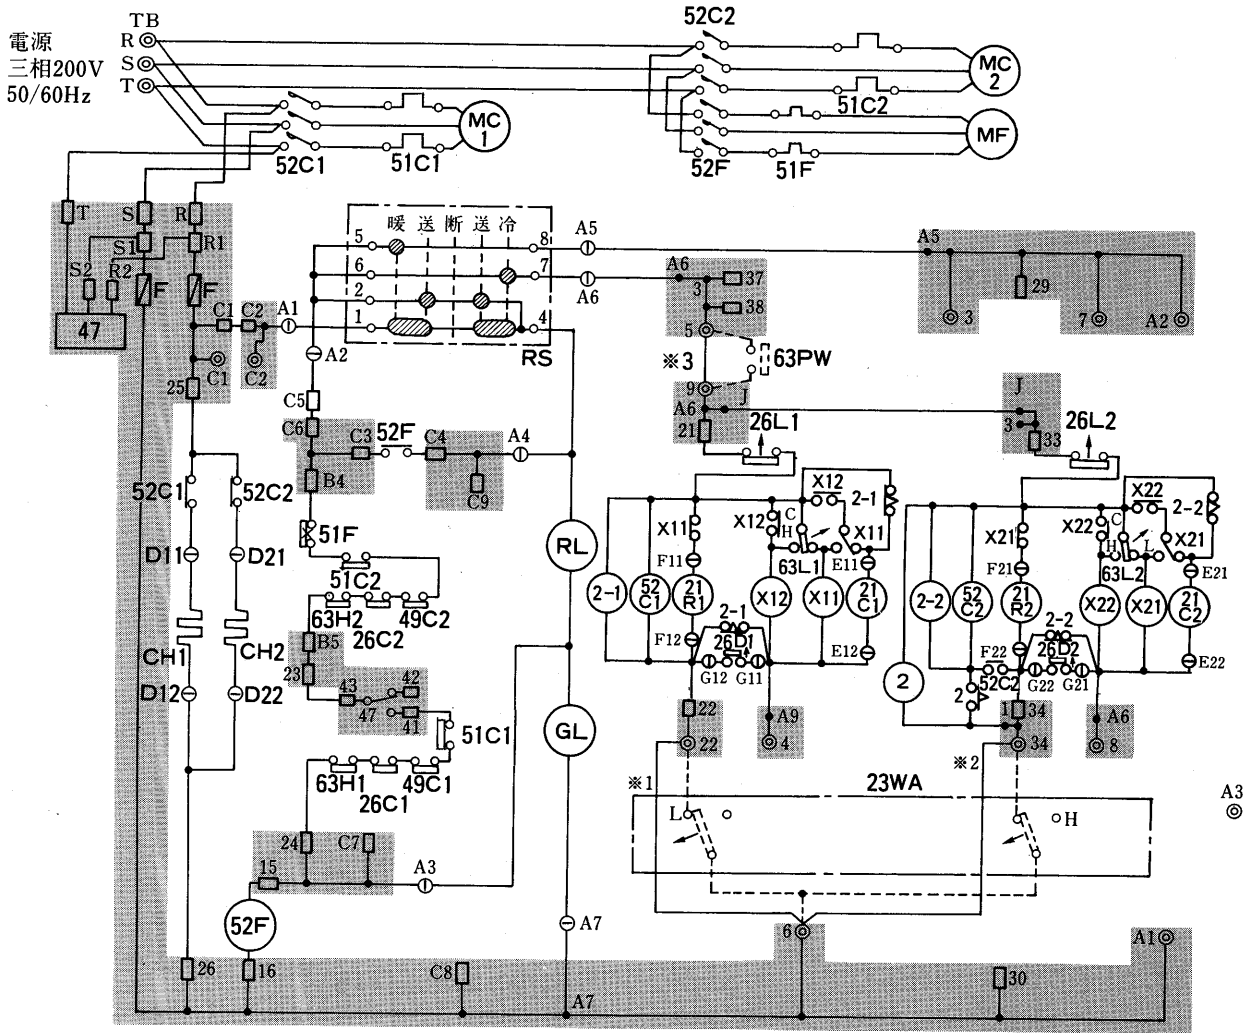 TB
52C2
電源
三相200V
50/60Hz
R
S
T
MC
2
51C2
MC
1
MF
52C1
51C1
52F
51F
T
S
R
S1
R1
S2
R2
F
F
47
25
C1
C2
A1
C1
C2
暖 送 断 送 冷
5
8
6
7
2
1
4
RS
A5
A6
A2
A6
3
37
38
5
※3
63PW
9
A6
J
21
A5
29
3
7
A2
J
3
33
C5
C6
C3
52F
C4
A4
C9
B4
51F
51C2
63H2
26C2
49C2
B5
23
43
42
47
41
51C1
63H1
26C1
49C1
24
C7
15
A3
52F
16
26
52C1
52C2
D11
D21
CH1
CH2
D12
D22
RL
GL
A7
A7
C8
26L1
X12
2-1
X11
X12
C
H
63L1
X11
F11
E11
2-1
52
C1
21
R1
X12
X11
21
C1
F12
2-1
26D1
E12
G12
G11
22
22
A9
4
26L2
X22
2-2
X21
X22
C
H
L
63L2
X21
F21
E21
2-2
52
C2
21
R2
X22
X21
21
C2
F22
2-2
26D2
E22
2
2
52C2
G22
G21
1
34
34
A6
8
※1
※2
23WA
L
H
A3
6
30
A1